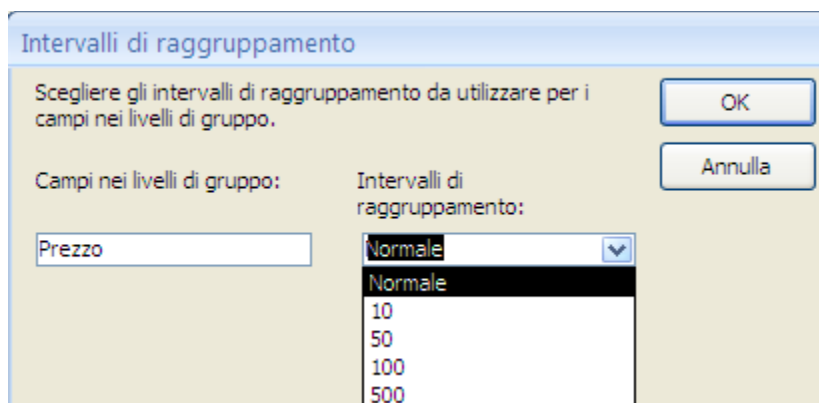 Intervalli di raggruppamento
Scegliere gli intervalli di raggruppamento da utilizzare per i
campi nei livelli di gruppo.
OK
Annulla
Campi nei livelli di gruppo:
Intervalli di
raggruppamento:
Prezzo
Normale
Normale
10
50
100
500